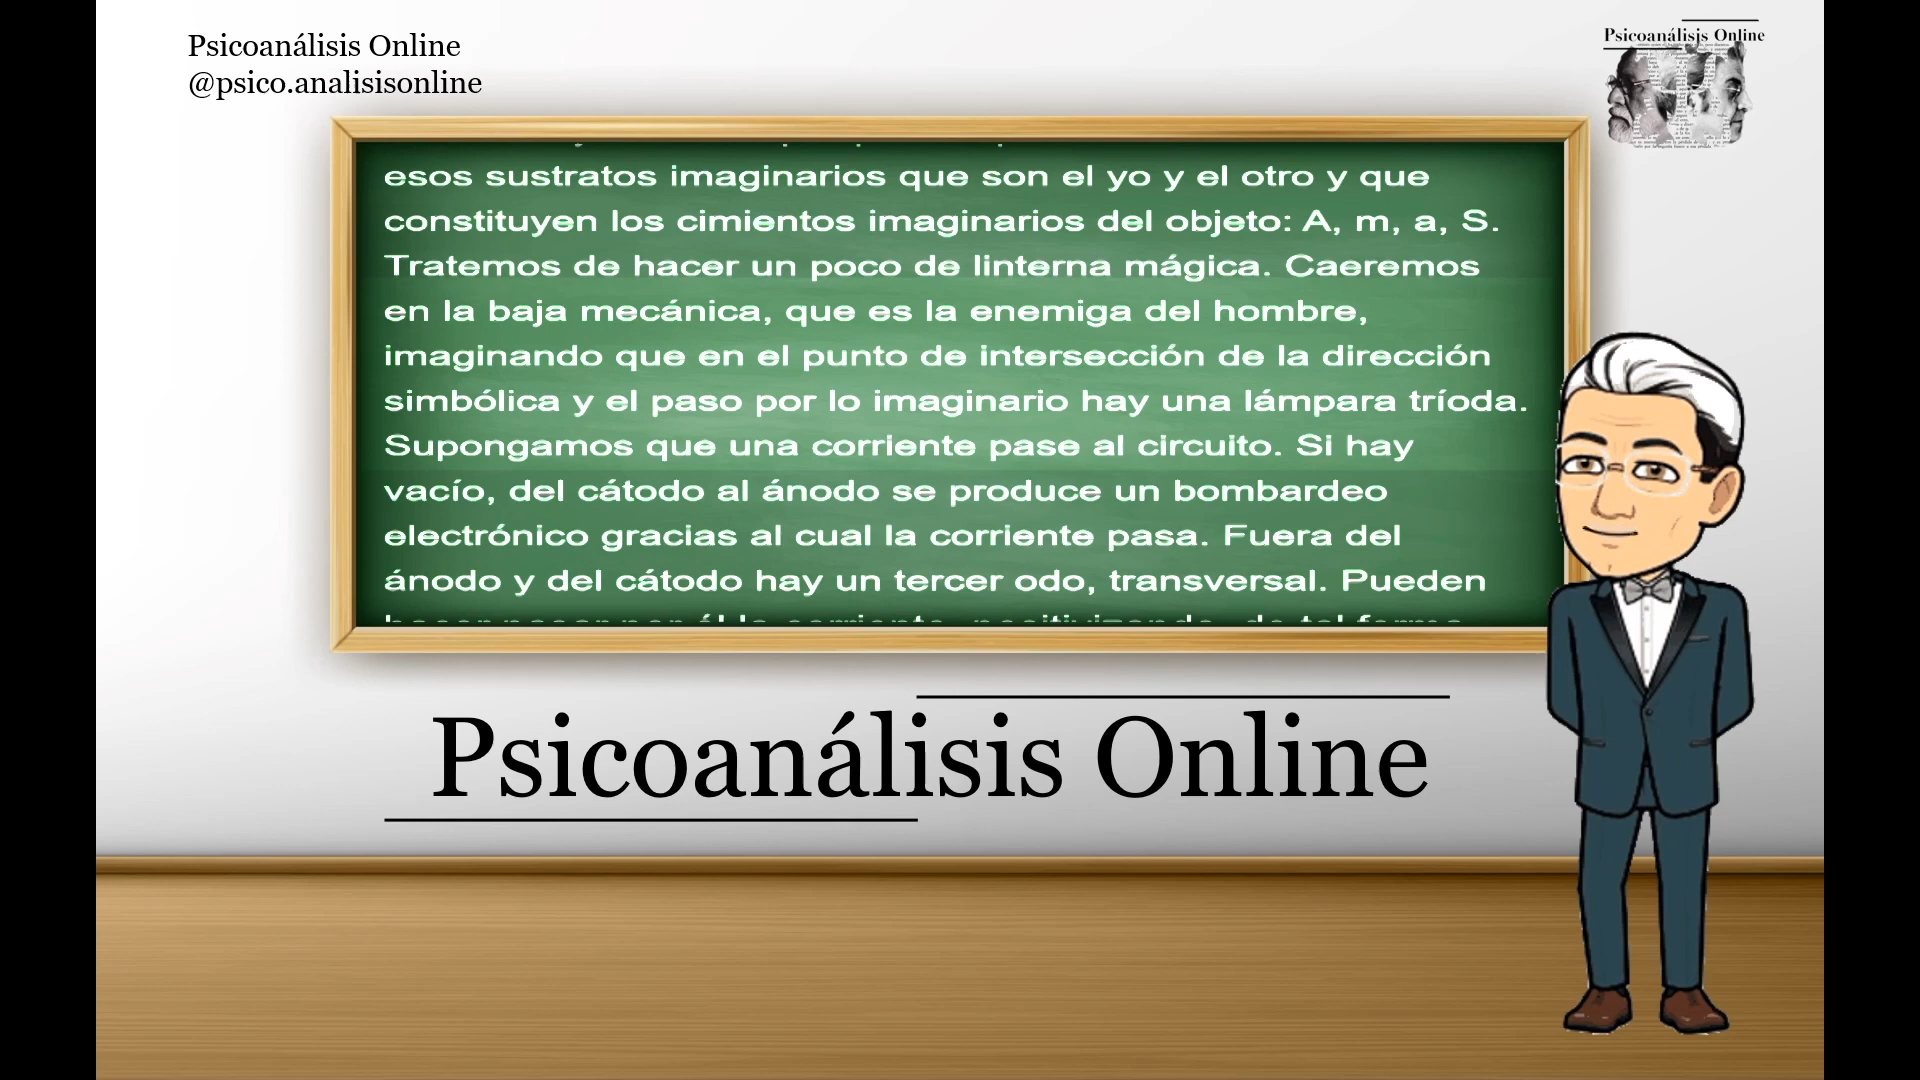 Psicoanálisis Online
@psico.analisisonline
Psicoanálisis Online
esos sustratos imaginarios que son el yo y el otro y que
constituyen los cimientos imaginarios del objeto: A, m, a, S.
Tratemos de hacer un poco de linterna mágica. Caeremos
en la baja mecánica, que es la enemiga del hombre,
imaginando que en el punto de intersección de la dirección
simbólica y el paso por lo imaginario hay una lámpara tríoda.
Supongamos que una corriente pase al circuito. Si hay
vacío, del cátodo al ánodo se produce un bombardeo
electrónico gracias al cual la corriente pasa. Fuera del
ánodo y del cátodo hay un tercer odo, transversal. Pueden
Psicoanálisis Online